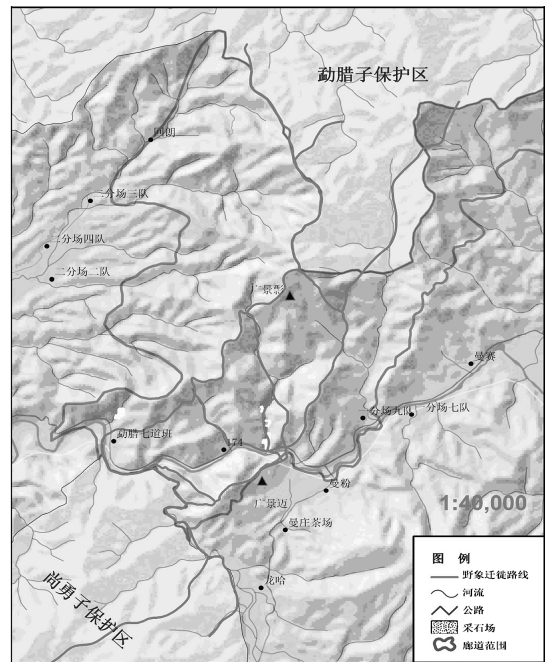 勐腊子保护区
回朗
二分场三队
二分场四队
二分场二队
广景影
曼赛
分场九队
分场七队
勐腊七道班
174
曼粉
广景迈
1:40,000
曼庄茶场
龙哈
尚勇子保护区
图 例
野象迁徙路线
河流
公路
采石场
廊道范围